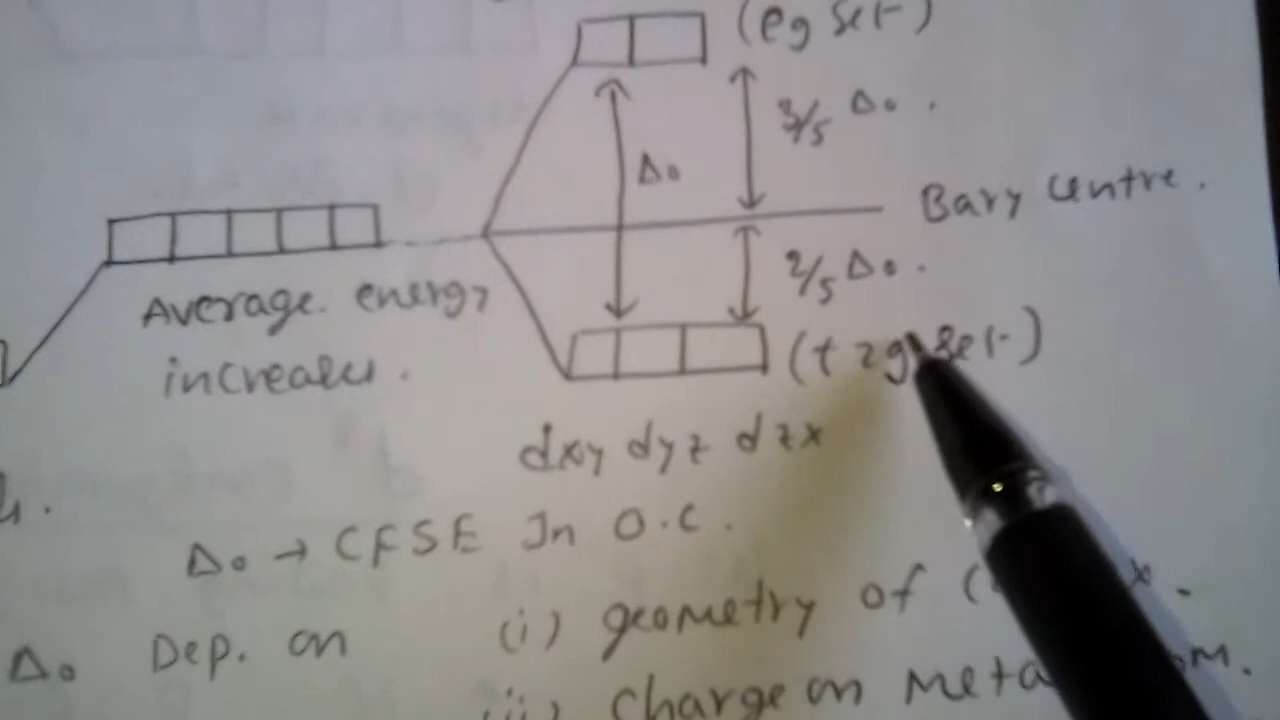 (eg set)
3/5 Δo.
Δo
Bary Centre.
2/5 Δo.
Average energy
increases.
(t2g set)
dxy dyz dzx
Δo → CFSE In O.C.
Δo Dep. on (i) geometry of
(ii) Charge on